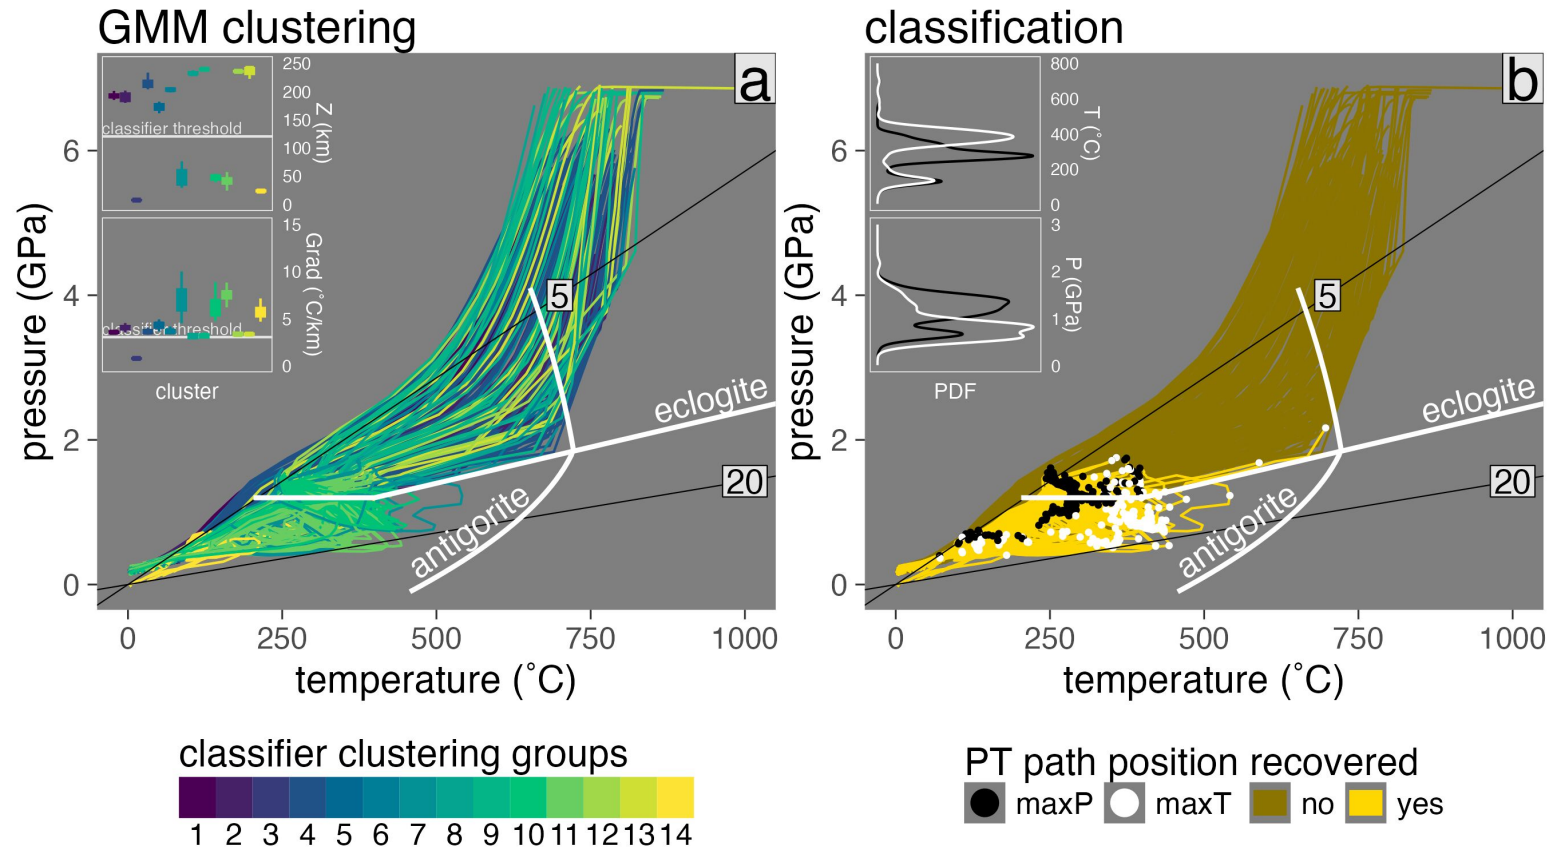 GMM clustering
classification
a
250
200
150
100
50
0
Z (km)
classifier threshold
15
10
5
0
Grad (˚C/km)
classifier threshold
cluster
5
eclogite
20
antigorite
6
4
2
0
pressure (GPa)
0
250
500
750
1000
temperature (˚C)
b
800
600
400
200
0
T (˚C)
3
2
1
0
P (GPa)
PDF
5
eclogite
20
antigorite
6
4
2
0
pressure (GPa)
0
250
500
750
1000
temperature (˚C)
classifier clustering groups
1 2 3 4 5 6 7 8 9 10 11 12 13 14
PT path position recovered
maxP maxT no yes